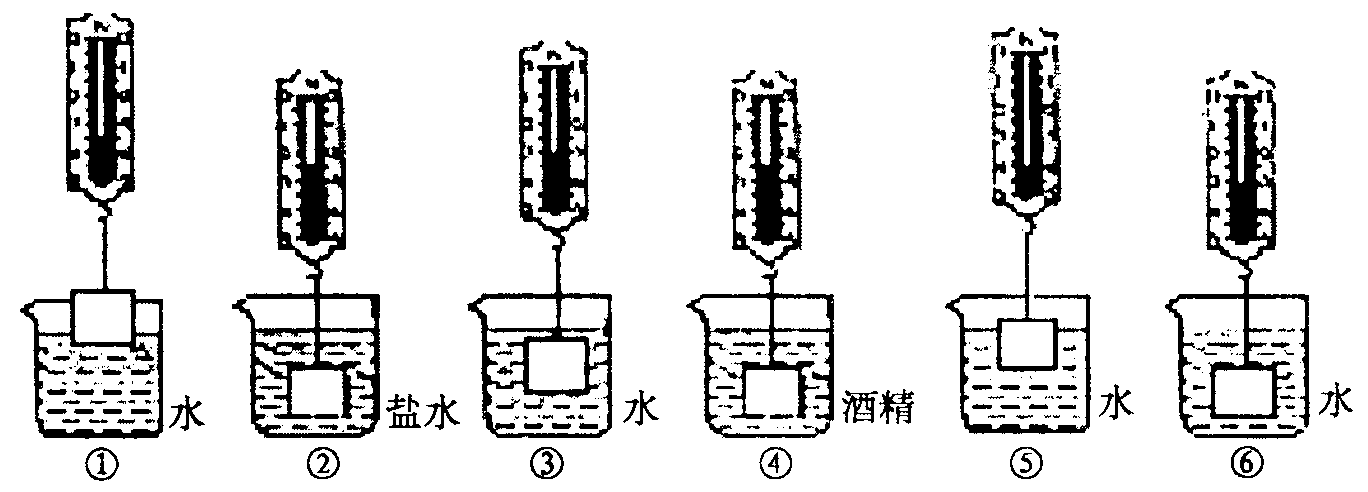 水 盐水 水 酒精 水 水
① ② ③ ④ ⑤ ⑥